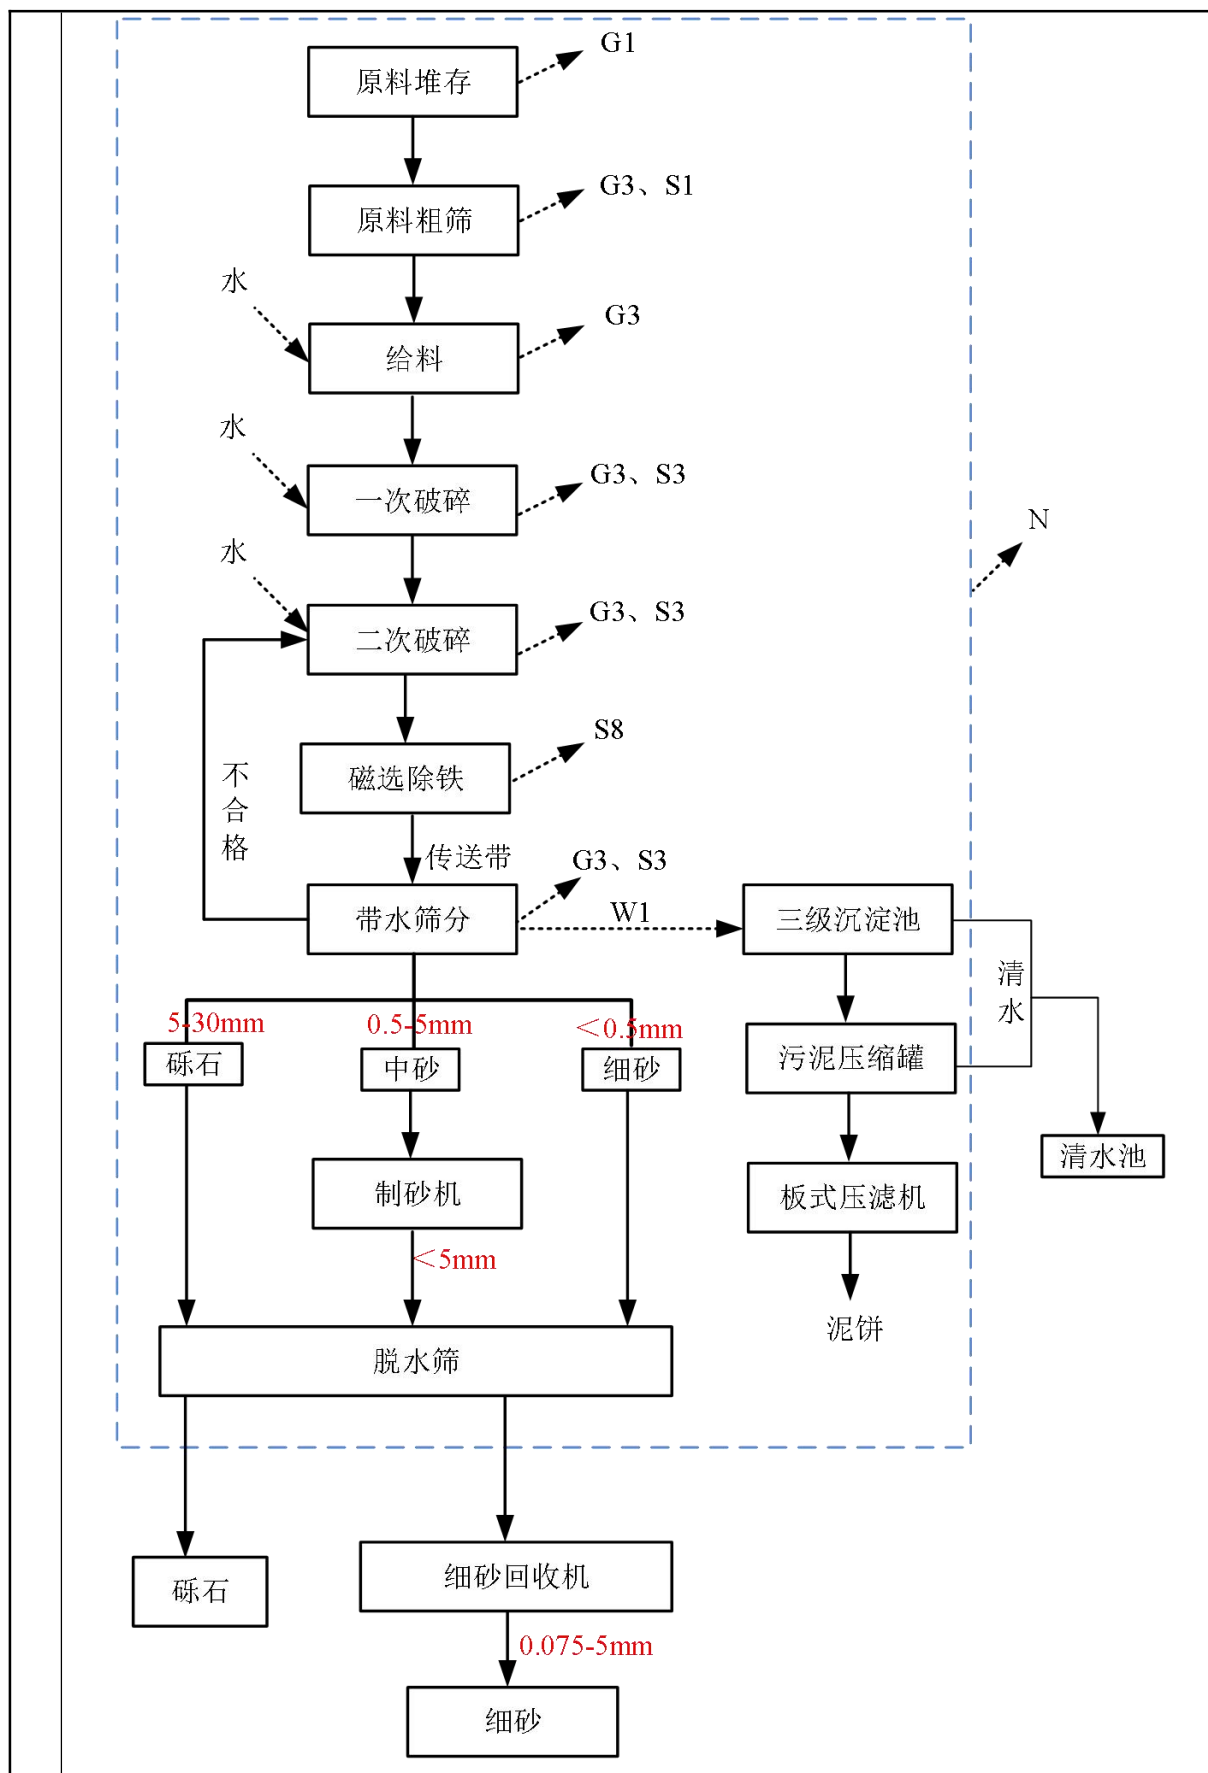 G1
原料堆存
G3、S1
原料粗筛
水
G3
给料
水
G3、S3
一次破碎
N
水
G3、S3
二次破碎
S8
磁选除铁
不合格
传送带
G3、S3
带水筛分
W1
三级沉淀池
清水
5-30mm
0.5-5mm
＜0.5mm
砾石
中砂
细砂
污泥压缩罐
清水池
制砂机
板式压滤机
＜5mm
泥饼
脱水筛
砾石
细砂回收机
0.075-5mm
细砂